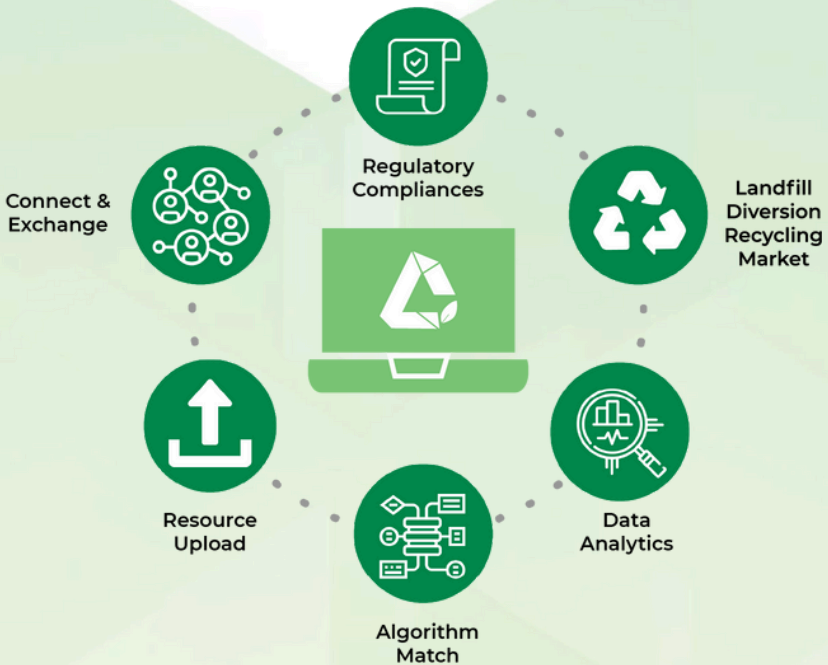 Regulatory
Compliances
Connect &
Exchange
Landfill
Diversion
Recycling
Market
Resource
Upload
Data
Analytics
Algorithm
Match